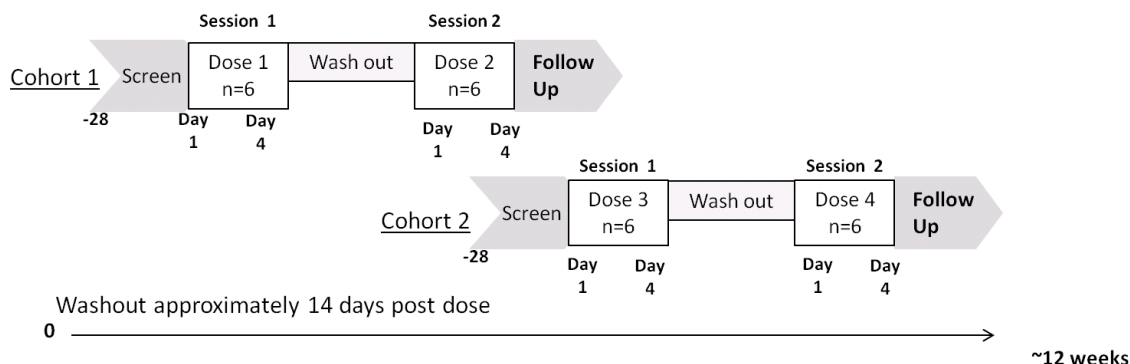 Session 1
Session 2
Cohort 1
Screen
Dose 1
n=6
Wash out
Dose 2
n=6
Follow
Up
-28
Day
1
Day
4
Day
1
Day
4
Session 1
Session 2
Cohort 2
Screen
Dose 3
n=6
Wash out
Dose 4
n=6
Follow
Up
-28
Day
1
Day
4
Day
1
Day
4
Washout approximately 14 days post dose
0
~12 weeks